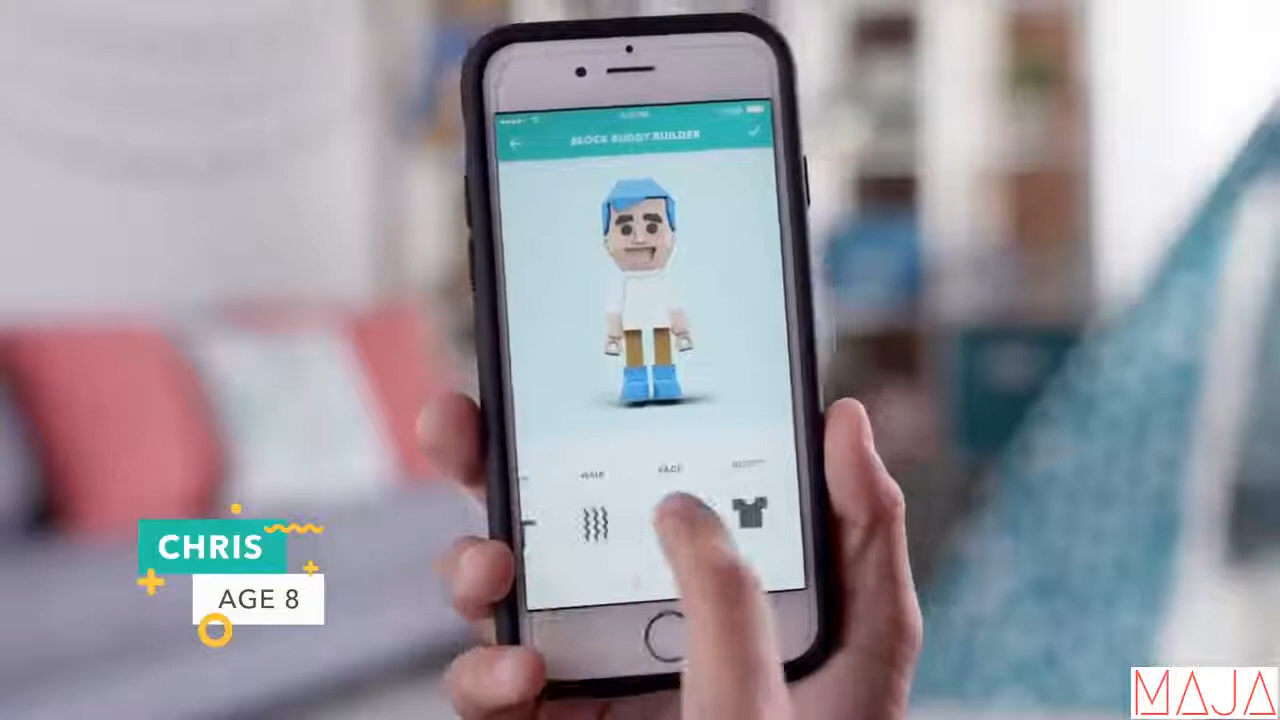 BLOCK BUDDY BUILDER
HAIR
FACE
CHRIS
AGE 8
MAJA